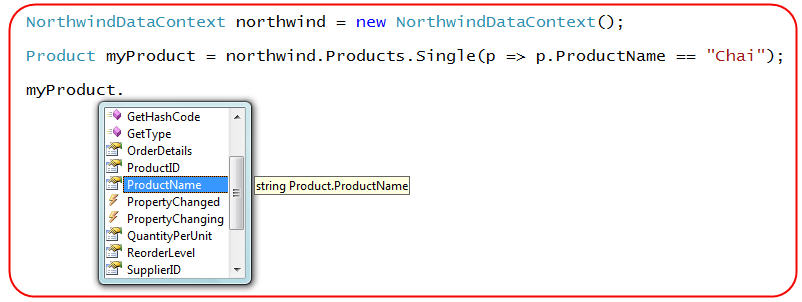 NorthwindDataContext northwind = new NorthwindDataContext();
Product myProduct = northwind.Products.Single(p => p.ProductName == "Chai");
myProduct.
GetHashCode
GetType
OrderDetails
ProductID
ProductName string Product.ProductName
PropertyChanged
PropertyChanging
QuantityPerUnit
ReorderLevel
SupplierID